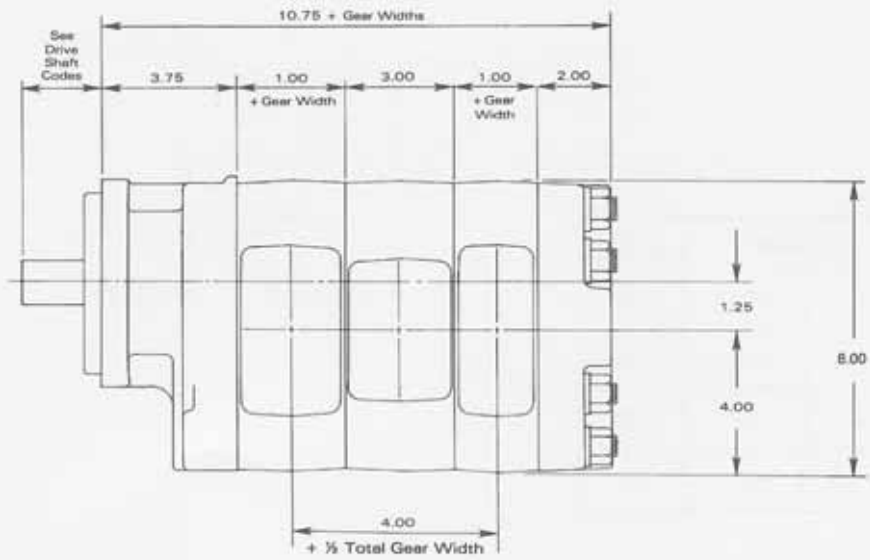 10.75 + Gear Widths
See
Drive
Shaft
Codes
3.75
1.00
3.00
1.00
2.00
+ Gear Width
+ Gear
Width
1.25
8.00
4.00
4.00
+ ½ Total Gear Width